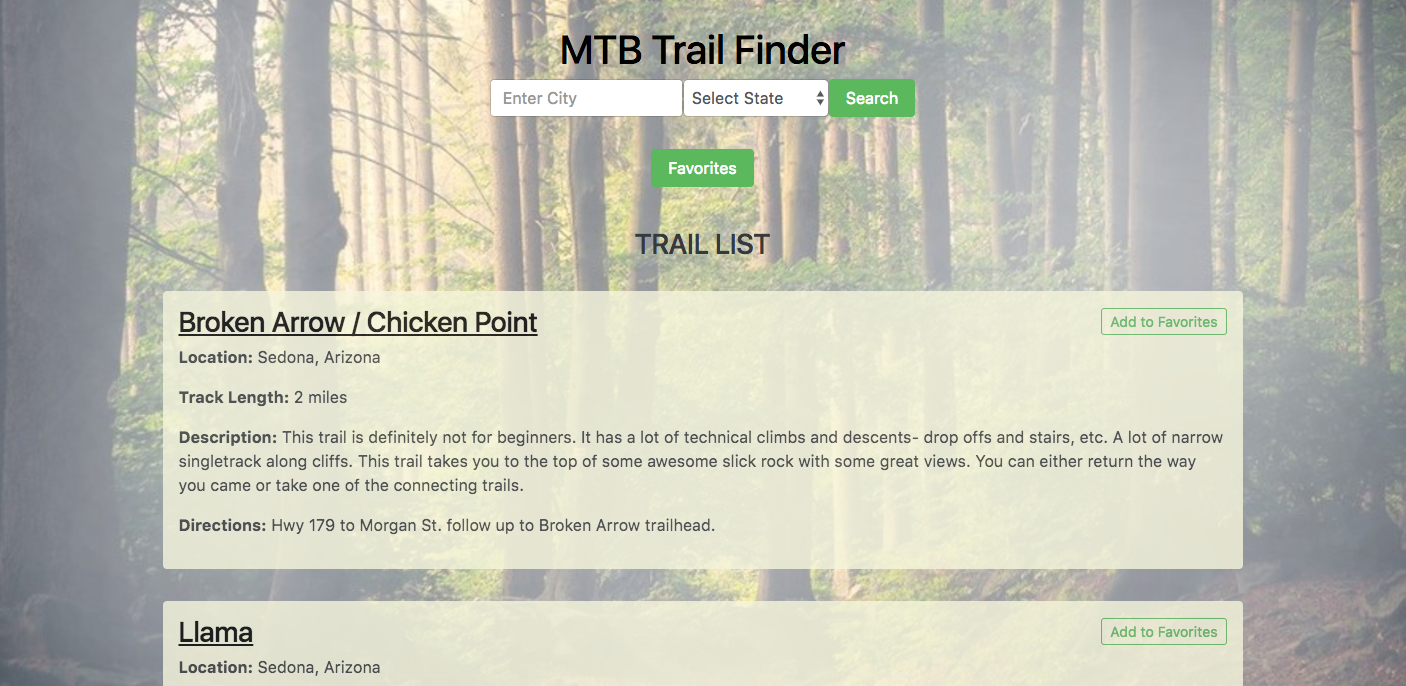 MTB Trail Finder
Enter City Select State Search
Favorites
TRAIL LIST
Broken Arrow / Chicken Point Add to Favorites
Location: Sedona, Arizona
Track Length: 2 miles
Description: This trail is definitely not for beginners. It has a lot of technical climbs and descents- drop offs and stairs, etc. A lot of narrow
singletrack along cliffs. This trail takes you to the top of some awesome slick rock with some great views. You can either return the way
you came or take one of the connecting trails.
Directions: Hwy 179 to Morgan St. follow up to Broken Arrow trailhead.
Llama Add to Favorites
Location: Sedona, Arizona